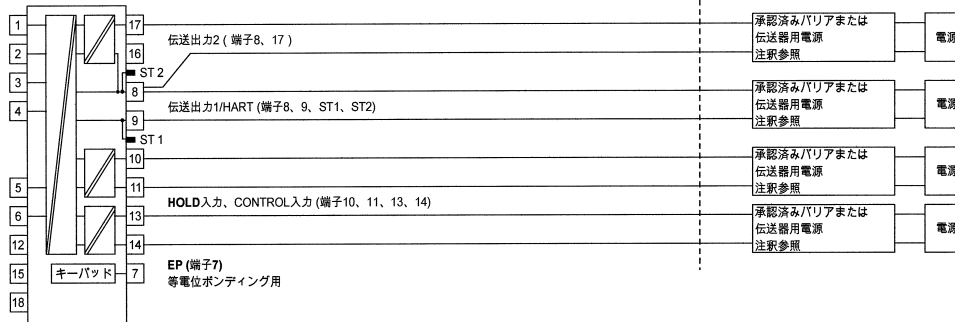 1
2
3
4
5
6
12
15
18
17
16
ST 2
8
9
ST 1
10
11
13
14
キーパッド
7
伝送出力2 ( 端子8、17 )
伝送出力1/HART (端子8、9、ST1、ST2)
HOLD入力、CONTROL入力 (端子10、11、13、14)
EP (端子7)
等電位ボンディング用
承認済みバリアまたは
伝送器用電源
注釈参照
電源
承認済みバリアまたは
伝送器用電源
注釈参照
電源
承認済みバリアまたは
伝送器用電源
注釈参照
電源
承認済みバリアまたは
伝送器用電源
注釈参照
電源